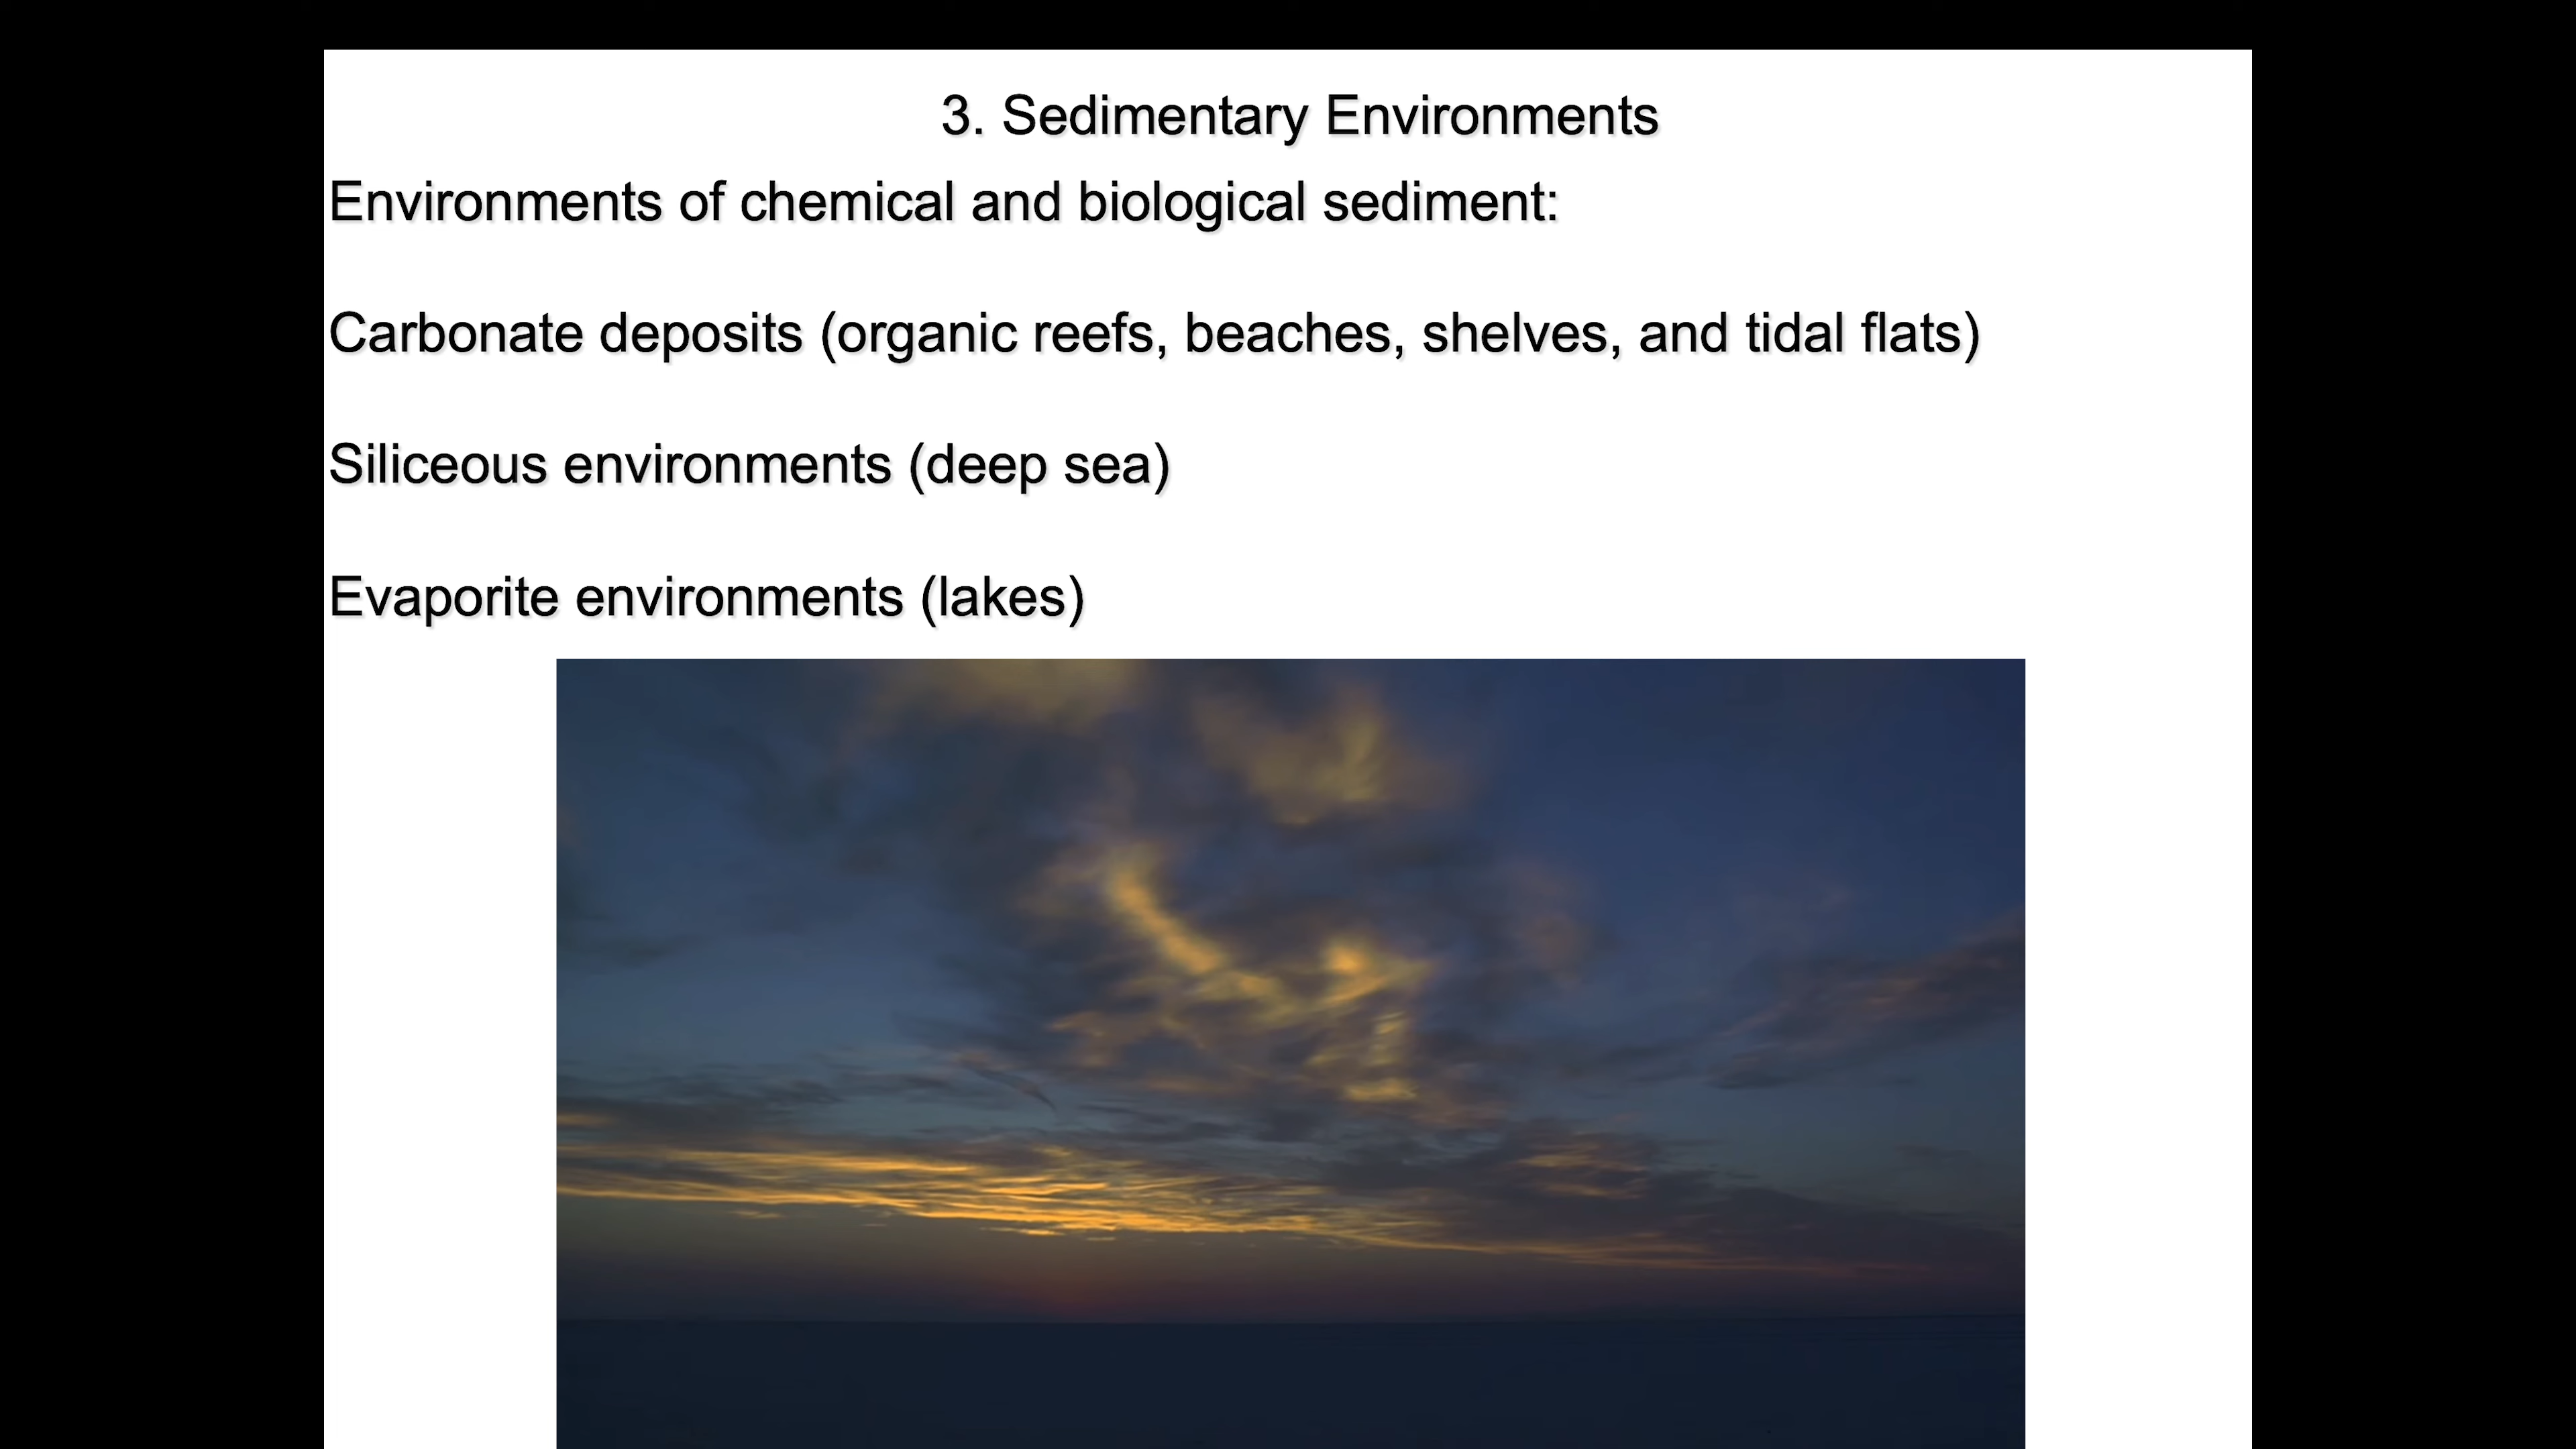 3. Sedimentary Environments
Environments of chemical and biological sediment:
Carbonate deposits (organic reefs, beaches, shelves, and tidal flats)
Siliceous environments (deep sea)
Evaporite environments (lakes)